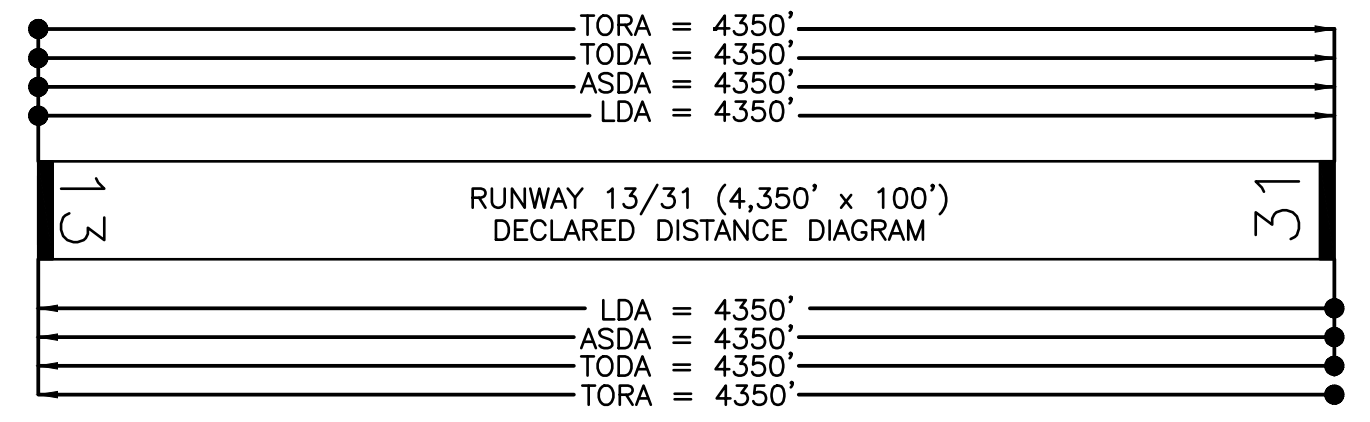 TORA = 4350'
TODA = 4350'
ASDA = 4350'
LDA = 4350'
13
RUNWAY 13/31 (4,350' x 100')
DECLARED DISTANCE DIAGRAM
31
LDA = 4350'
ASDA = 4350'
TODA = 4350'
TORA = 4350'